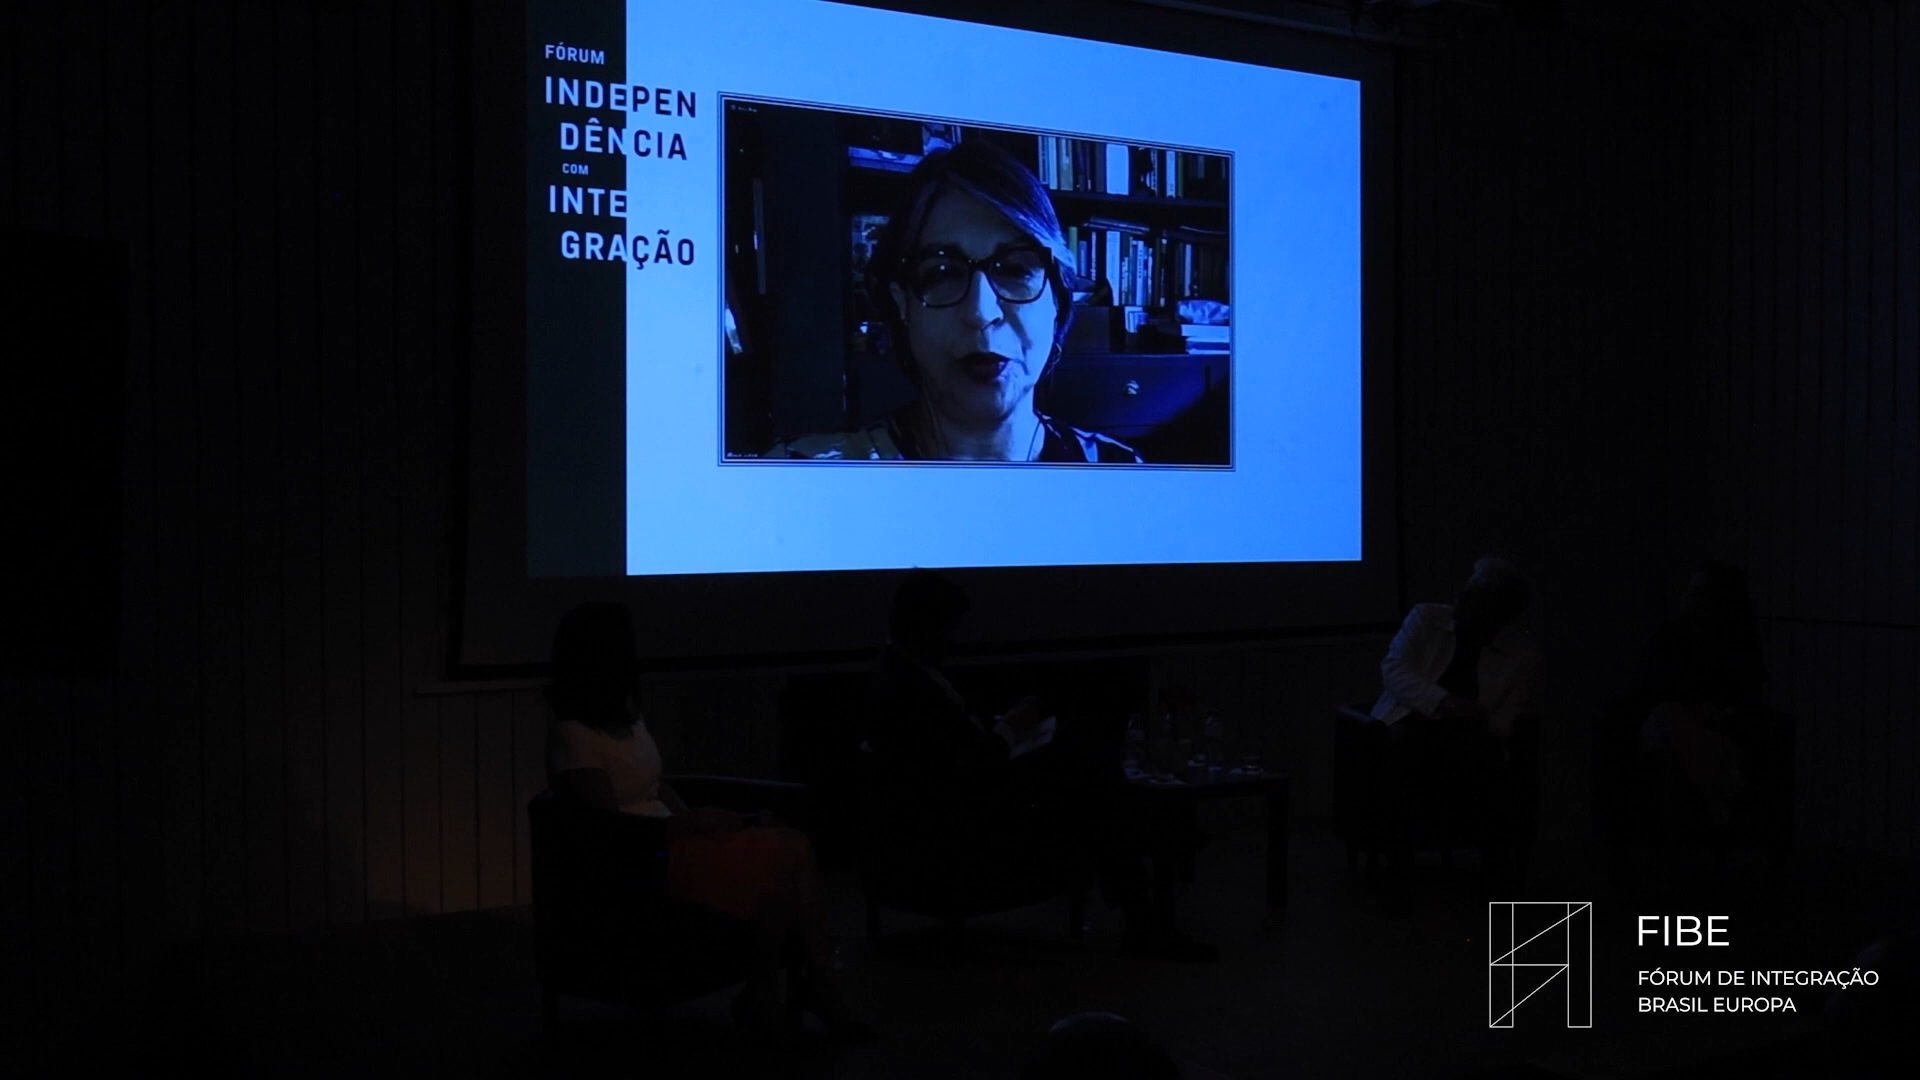 FÓRUM
INDEPEN
DÊNCIA
COM
INTE
GRAÇÃO
FIBE
FÓRUM DE INTEGRAÇÃO
BRASIL EUROPA